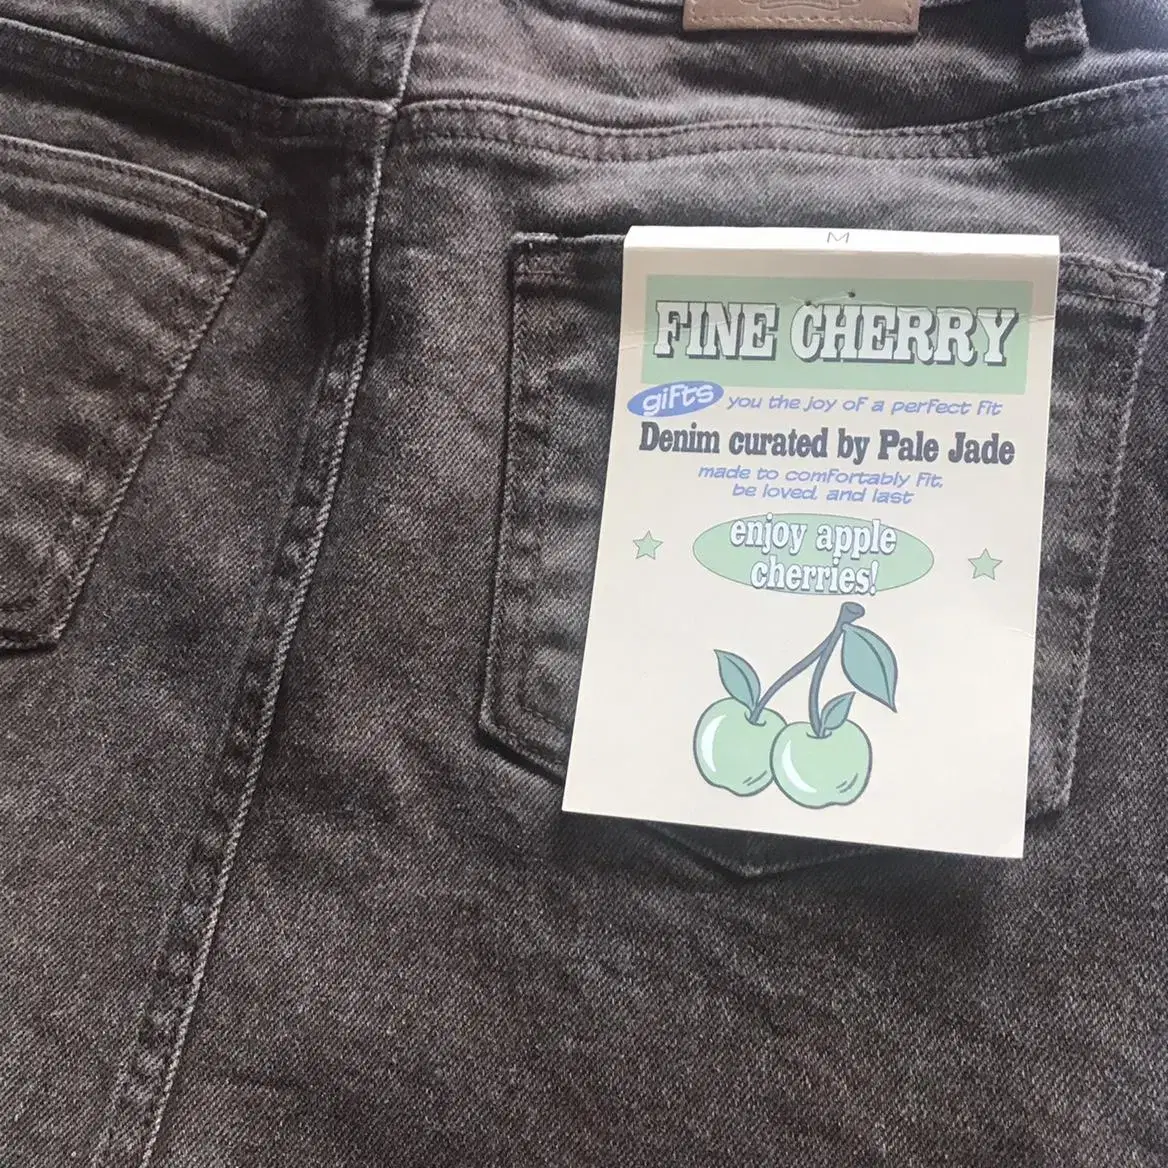 M
FINE CHERRY
gifts you the joy of a perfect fit
Denim curated by Pale Jade
made to comfortably fit,
be loved, and last
enjoy apple
cherries!